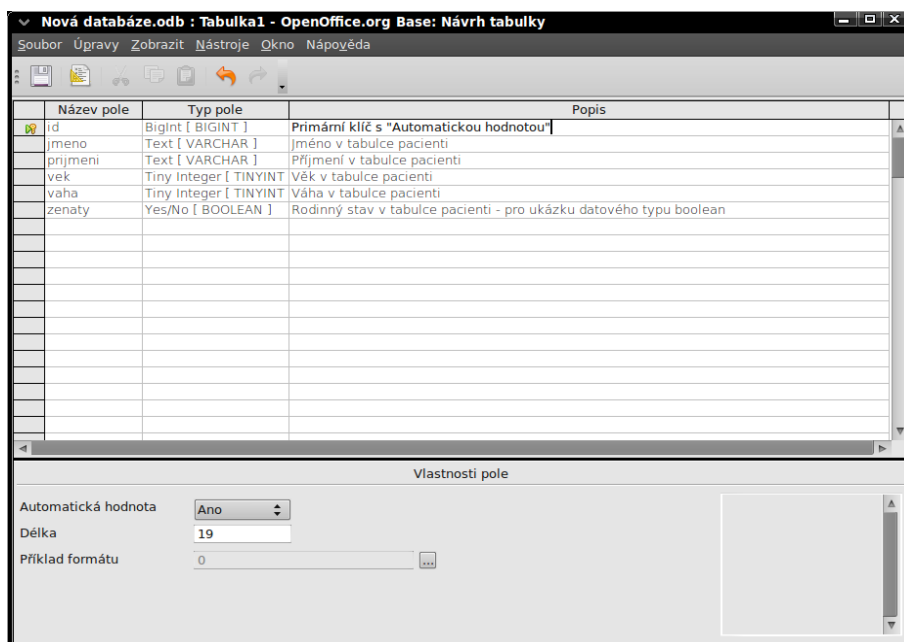 Nová databáze.odb : Tabulka1 - OpenOffice.org Base: Návrh tabulky
Soubor Úpravy Zobrazit Nástroje Okno Nápověda
Název pole Typ pole Popis
id BigInt [ BIGINT ] Primární klíč s "Automatickou hodnotou"
jmeno Text [ VARCHAR ] Jméno v tabulce pacienti
prijmeni Text [ VARCHAR ] Příjmení v tabulce pacienti
vek Tiny Integer [ TINYINT Věk v tabulce pacienti
vaha Tiny Integer [ TINYINT Váha v tabulce pacienti
zenaty Yes/No [ BOOLEAN ] Rodinný stav v tabulce pacienti - pro ukázku datového typu boolean
Vlastnosti pole
Automatická hodnota Ano
Délka 19
Příklad formátu 0 ...